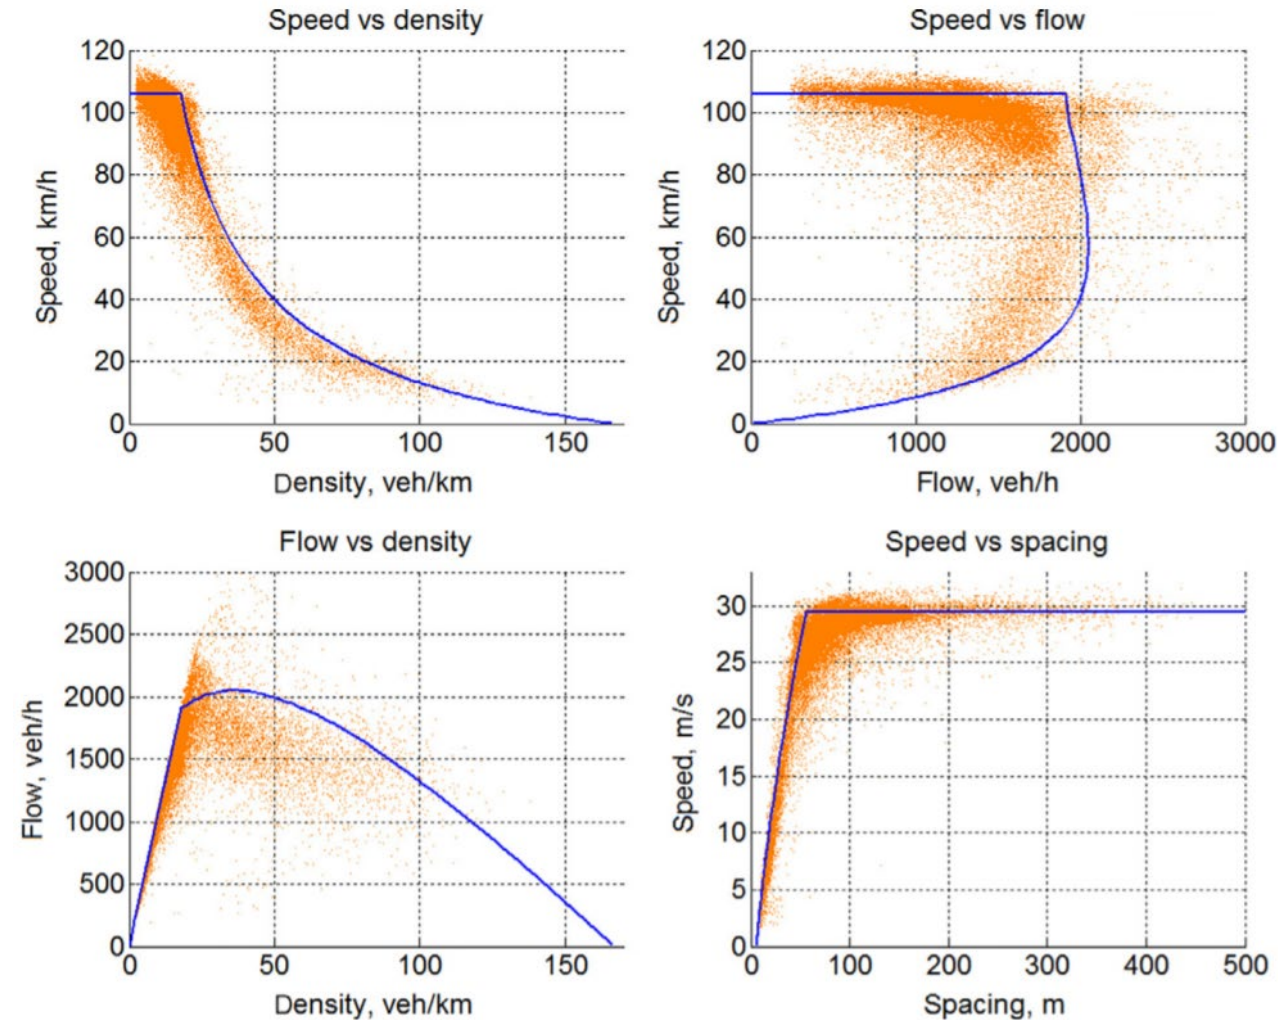 Speed vs density
120
100
80
60
40
20
0
0 50 100 150
Speed, km/h
Density, veh/km
Speed vs flow
120
100
80
60
40
20
0
0 1000 2000 3000
Speed, km/h
Flow, veh/h
Flow vs density
3000
2500
2000
1500
1000
500
0
0 50 100 150
Flow, veh/h
Density, veh/km
Speed vs spacing
30
25
20
15
10
5
0
0 100 200 300 400 500
Speed, m/s
Spacing, m